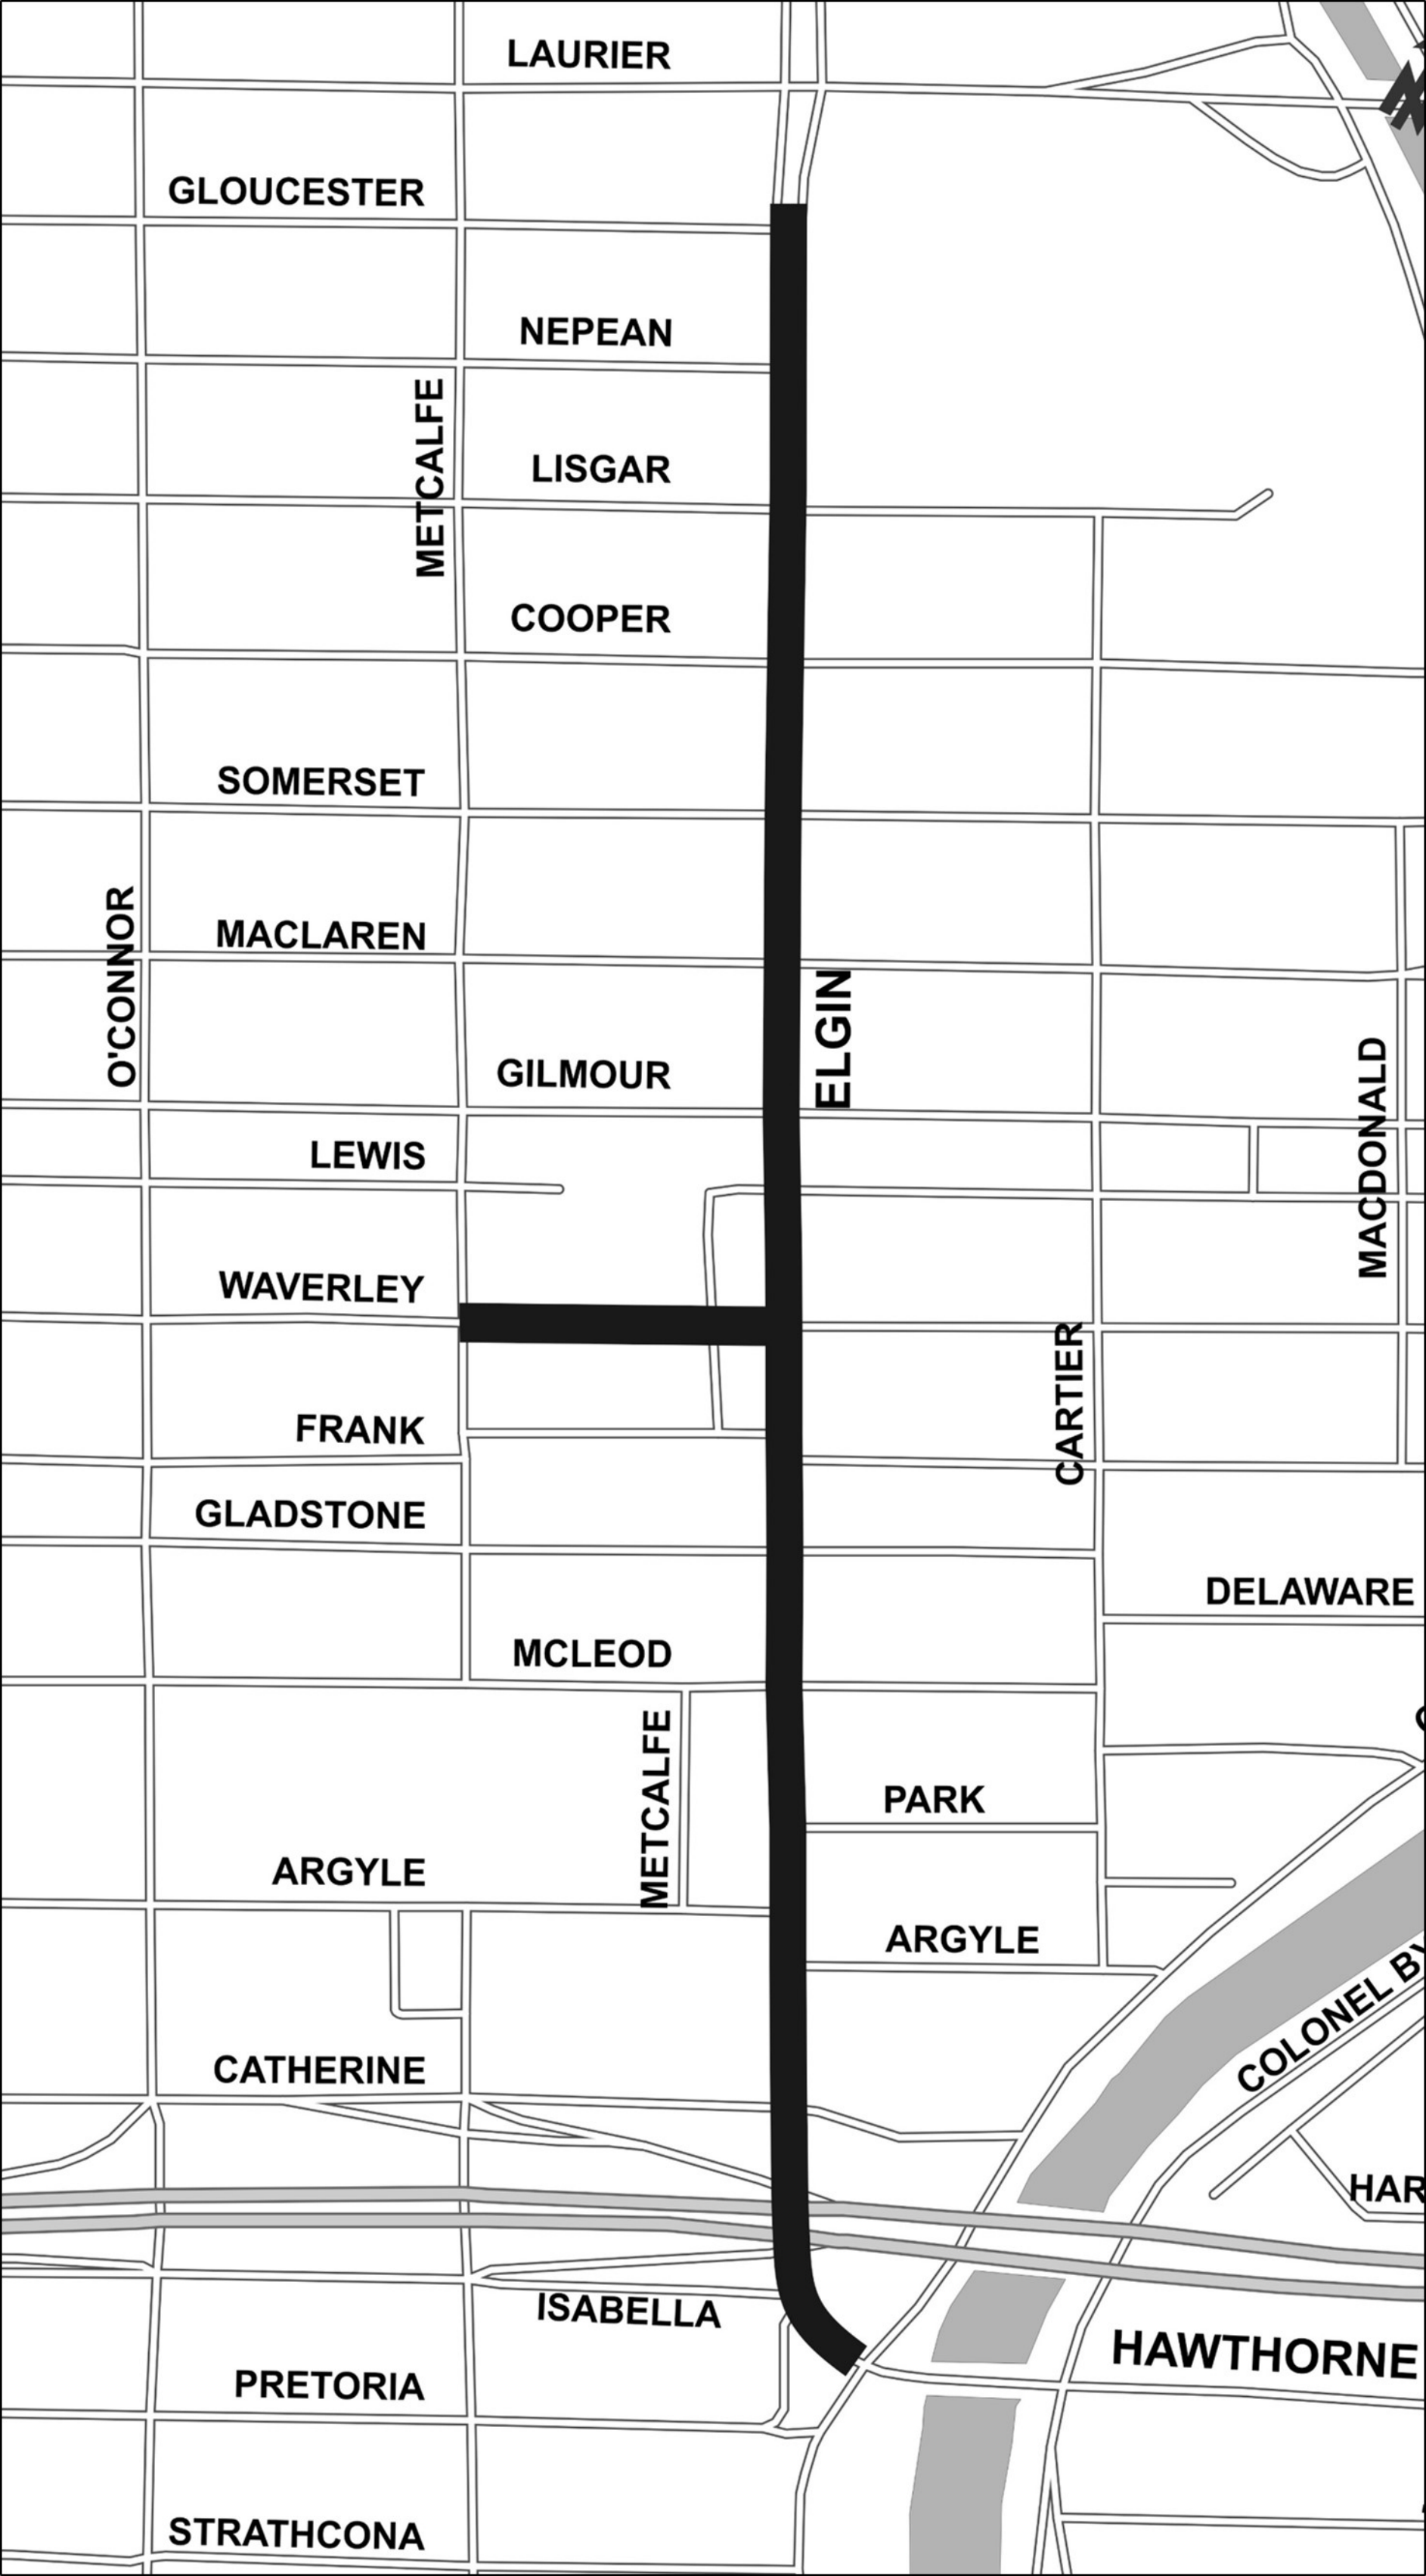 LAURIER
GLOUCESTER
NEPEAN
METCALFE
LISGAR
COOPER
SOMERSET
O'CONNOR
MACLAREN
ELGIN
GILMOUR
MACDONALD
LEWIS
WAVERLEY
CARTIER
FRANK
GLADSTONE
DELAWARE
MCLEOD
METCALFE
PARK
ARGYLE
ARGYLE
COLONEL BY
CATHERINE
HAR
ISABELLA
HAWTHORNE
PRETORIA
STRATHCONA